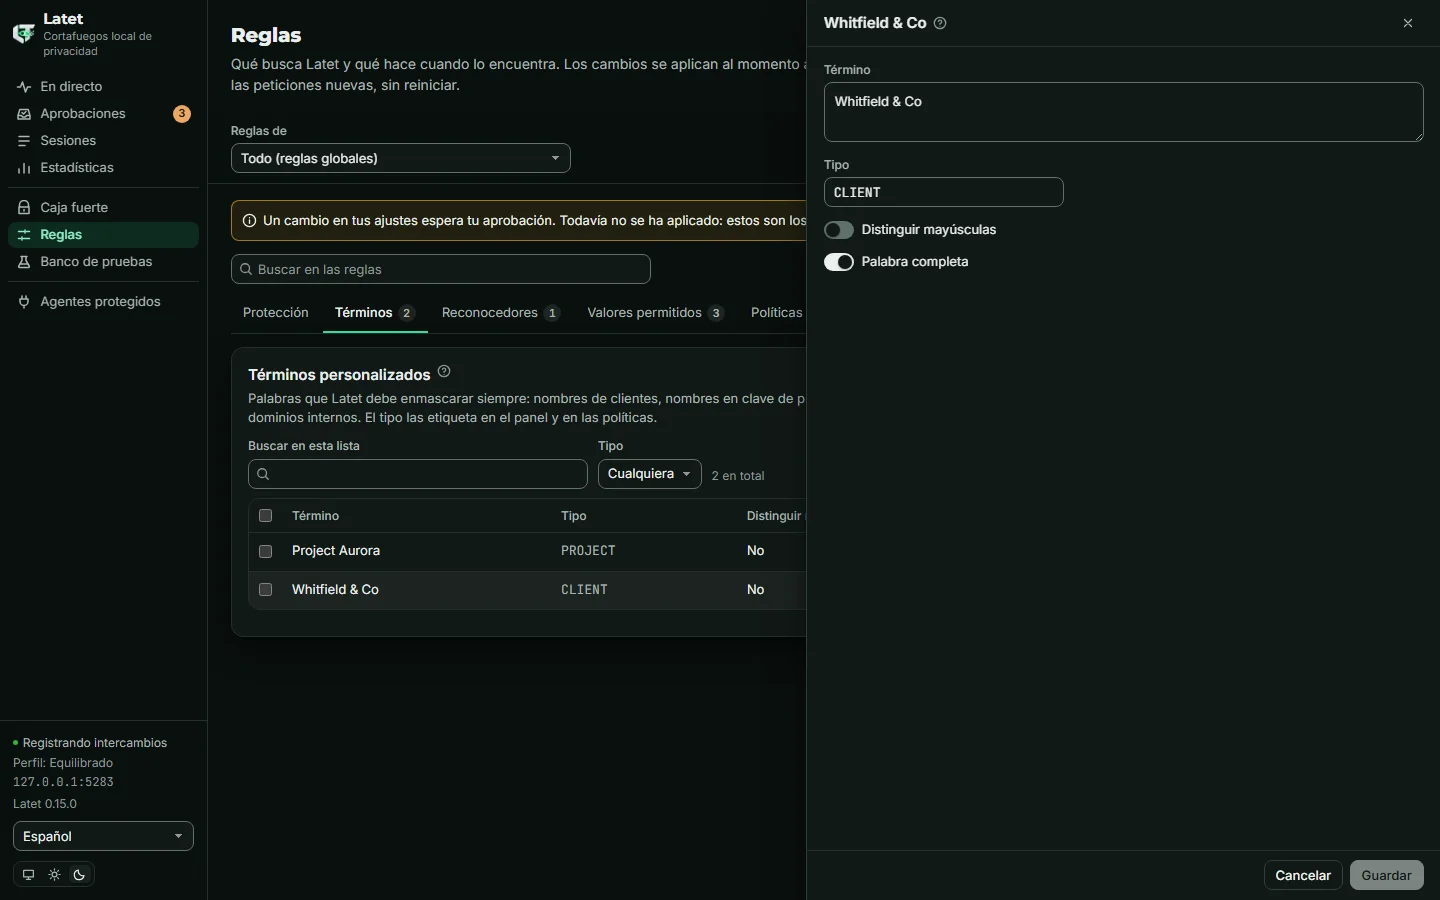 Latet
Cortafuegos local de
privacidad
En directo
Aprobaciones 3
Sesiones
Estadísticas
Caja fuerte
Reglas
Banco de pruebas
Agentes protegidos
Registrando intercambios
Perfil: Equilibrado
127.0.0.1:5283
Latet 0.15.0
Español
Reglas
Qué busca Latet y qué hace cuando lo encuentra. Los cambios se aplican al momento
las peticiones nuevas, sin reiniciar.
Reglas de
Todo (reglas globales)
Un cambio en tus ajustes espera tu aprobación. Todavía no se ha aplicado: estos son los
Buscar en las reglas
Protección Términos 2 Reconocedores 1 Valores permitidos 3 Políticas
Términos personalizados
Palabras que Latet debe enmascarar siempre: nombres de clientes, nombres en clave de p
dominios internos. El tipo las etiqueta en el panel y en las políticas.
Buscar en esta lista Tipo
Cualquiera 2 en total
Término Tipo Distinguir
Project Aurora PROJECT No
Whitfield & Co CLIENT No
Whitfield & Co
Término
Whitfield & Co
Tipo
CLIENT
Distinguir mayúsculas
Palabra completa
Cancelar Guardar